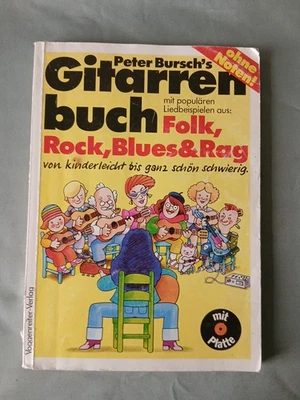 Peter Bursch's
ohne
Noten!
Gitarren
buch
mit populären
Liedbeispielen aus:
Folk,
Rock, Blues & Rag
von kinderleicht bis ganz schön schwierig.
mit
Platte
Voggenreiter-Verlag